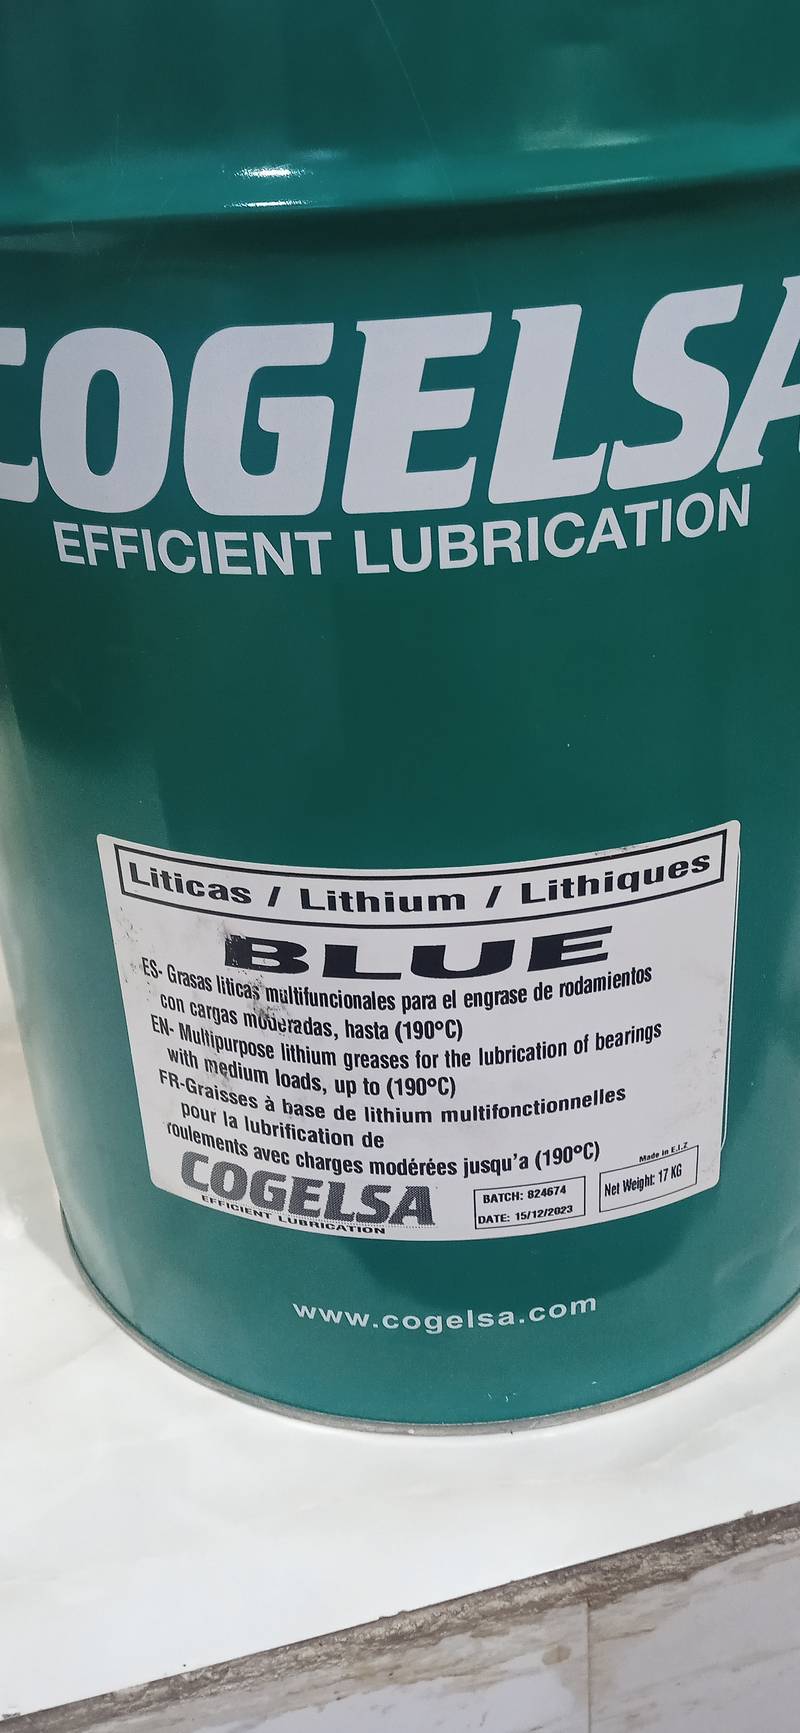 COGELSA
EFFICIENT LUBRICATION
Liticas / Lithium / Lithiques
BLUE
ES- Grasas liticas multifuncionales para el engrase de rodamientos
con cargas moderadas, hasta (190ºC)
EN- Multipurpose lithium greases for the lubrication of bearings
with medium loads, up to (190ºC)
FR-Graisses à base de lithium multifonctionnelles
pour la lubrification de
roulements avec charges modérées jusqu'a (190ºC)
COGELSA
EFFICIENT LUBRICATION
BATCH: 824674
DATE: 15/12/2023
Made in E.I.Z
Net Weight: 17 KG
www.cogelsa.com